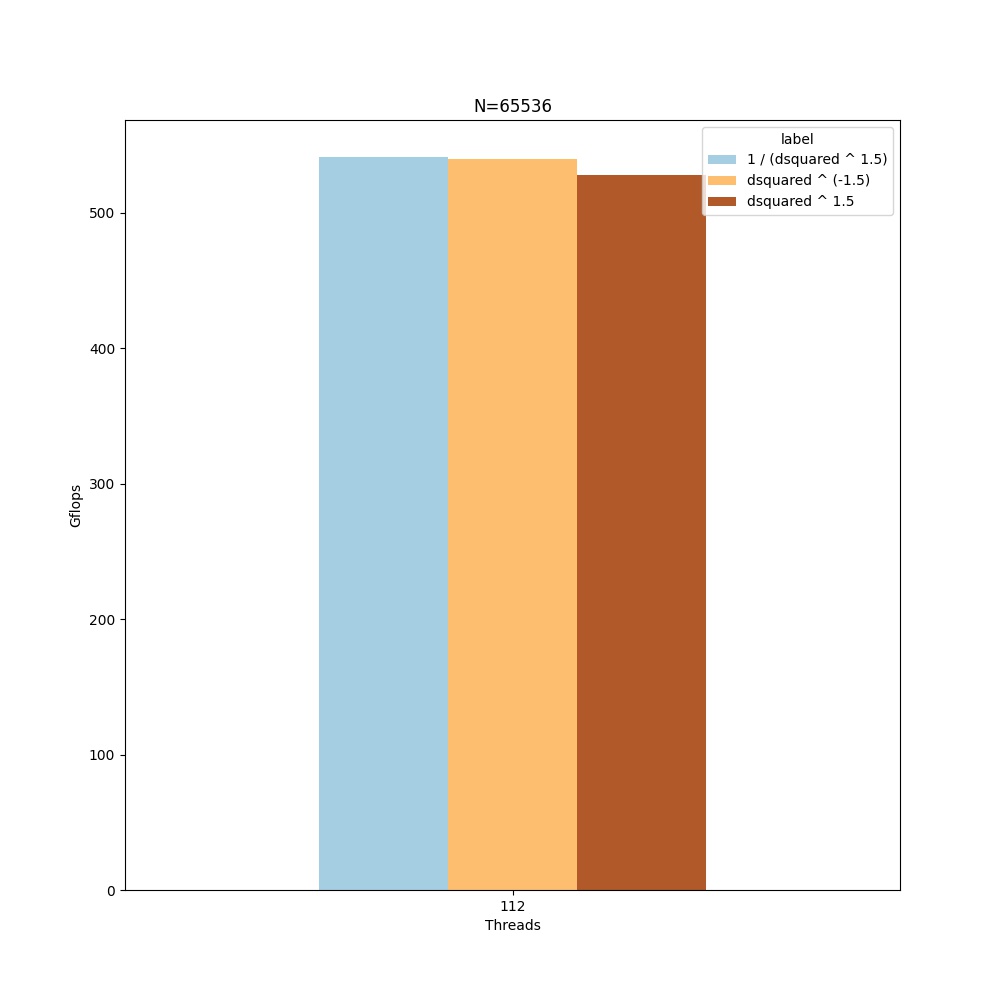 N=65536
label
1 / (dsquared ^ 1.5)
dsquared ^ (-1.5)
dsquared ^ 1.5
500
400
300
200
100
0
Gflops
112
Threads